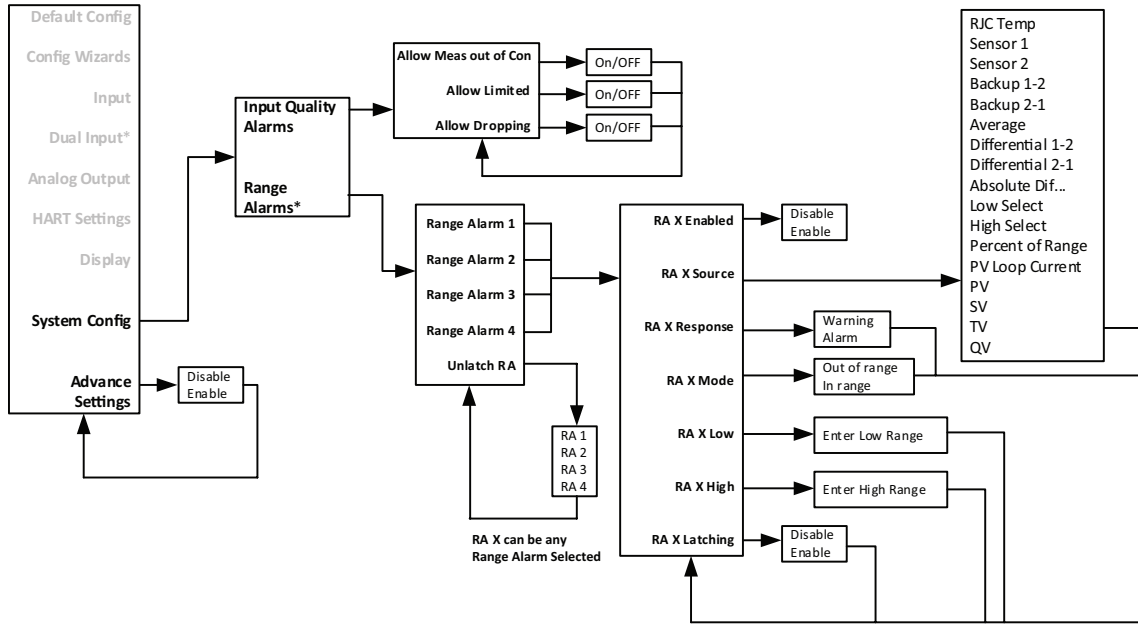 Default Config
Config Wizards
Input
Dual Input*
Analog Output
HART Settings
Display
System Config
Advance
Settings
Disable
Enable
Input Quality
Alarms
Range
Alarms*
Allow Meas out of Con
Allow Limited
Allow Dropping
On/OFF
On/OFF
On/OFF
Range Alarm 1
Range Alarm 2
Range Alarm 3
Range Alarm 4
Unlatch RA
RA 1
RA 2
RA 3
RA 4
RA X can be any
Range Alarm Selected
RA X Enabled
RA X Source
RA X Response
RA X Mode
RA X Low
RA X High
RA X Latching
Disable
Enable
Warning
Alarm
Out of range
In range
Enter Low Range
Enter High Range
Disable
Enable
RJC Temp
Sensor 1
Sensor 2
Backup 1-2
Backup 2-1
Average
Differential 1-2
Differential 2-1
Absolute Dif...
Low Select
High Select
Percent of Range
PV Loop Current
PV
SV
TV
QV